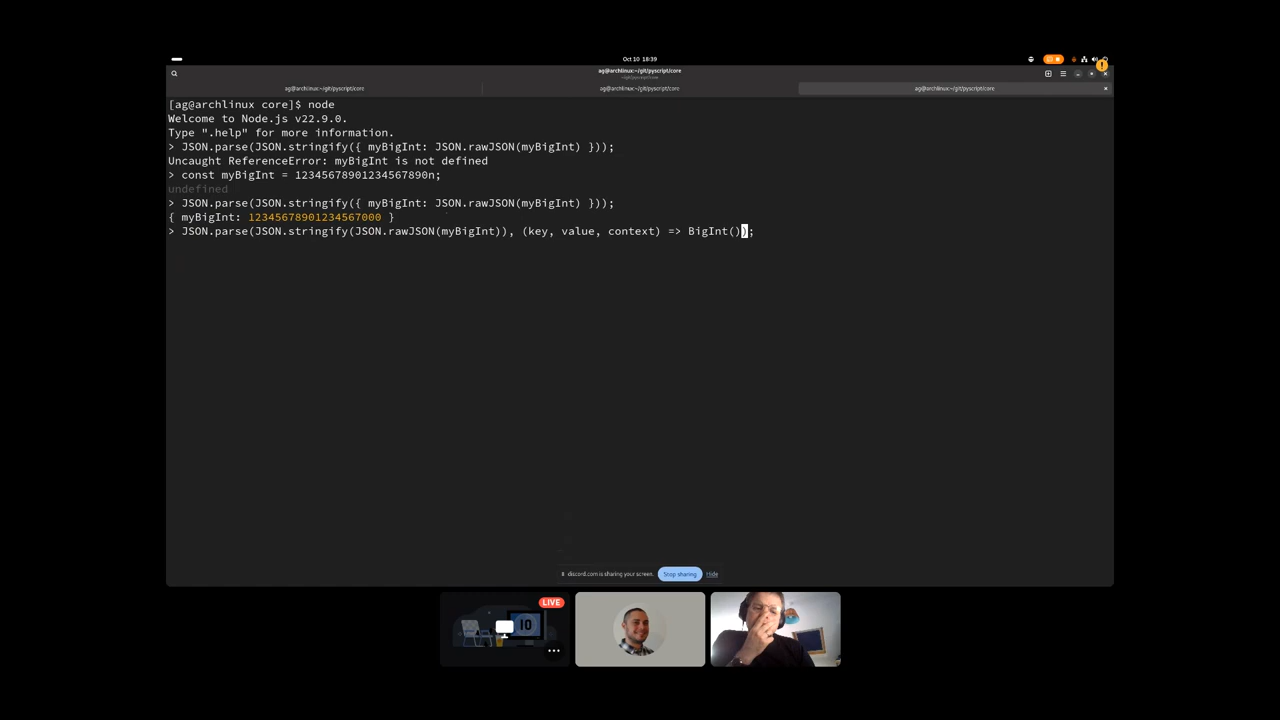 Oct 10 18:39
ag@archlinux:~/git/pyscript/core
~/git/pyscript/core
ag@archlinux:~/git/pyscript/core
ag@archlinux:~/git/pyscript/core
ag@archlinux:~/git/pyscript/core
[ag@archlinux core]$ node
Welcome to Node.js v22.9.0.
Type ".help" for more information.
> JSON.parse(JSON.stringify({ myBigInt: JSON.rawJSON(myBigInt) }));
Uncaught ReferenceError: myBigInt is not defined
> const myBigInt = 12345678901234567890n;
undefined
> JSON.parse(JSON.stringify({ myBigInt: JSON.rawJSON(myBigInt) }));
{ myBigInt: 12345678901234567000 }
> JSON.parse(JSON.stringify(JSON.rawJSON(myBigInt)), (key, value, context) => BigInt());
discord.com is sharing your screen.
Stop sharing
Hide
LIVE
10